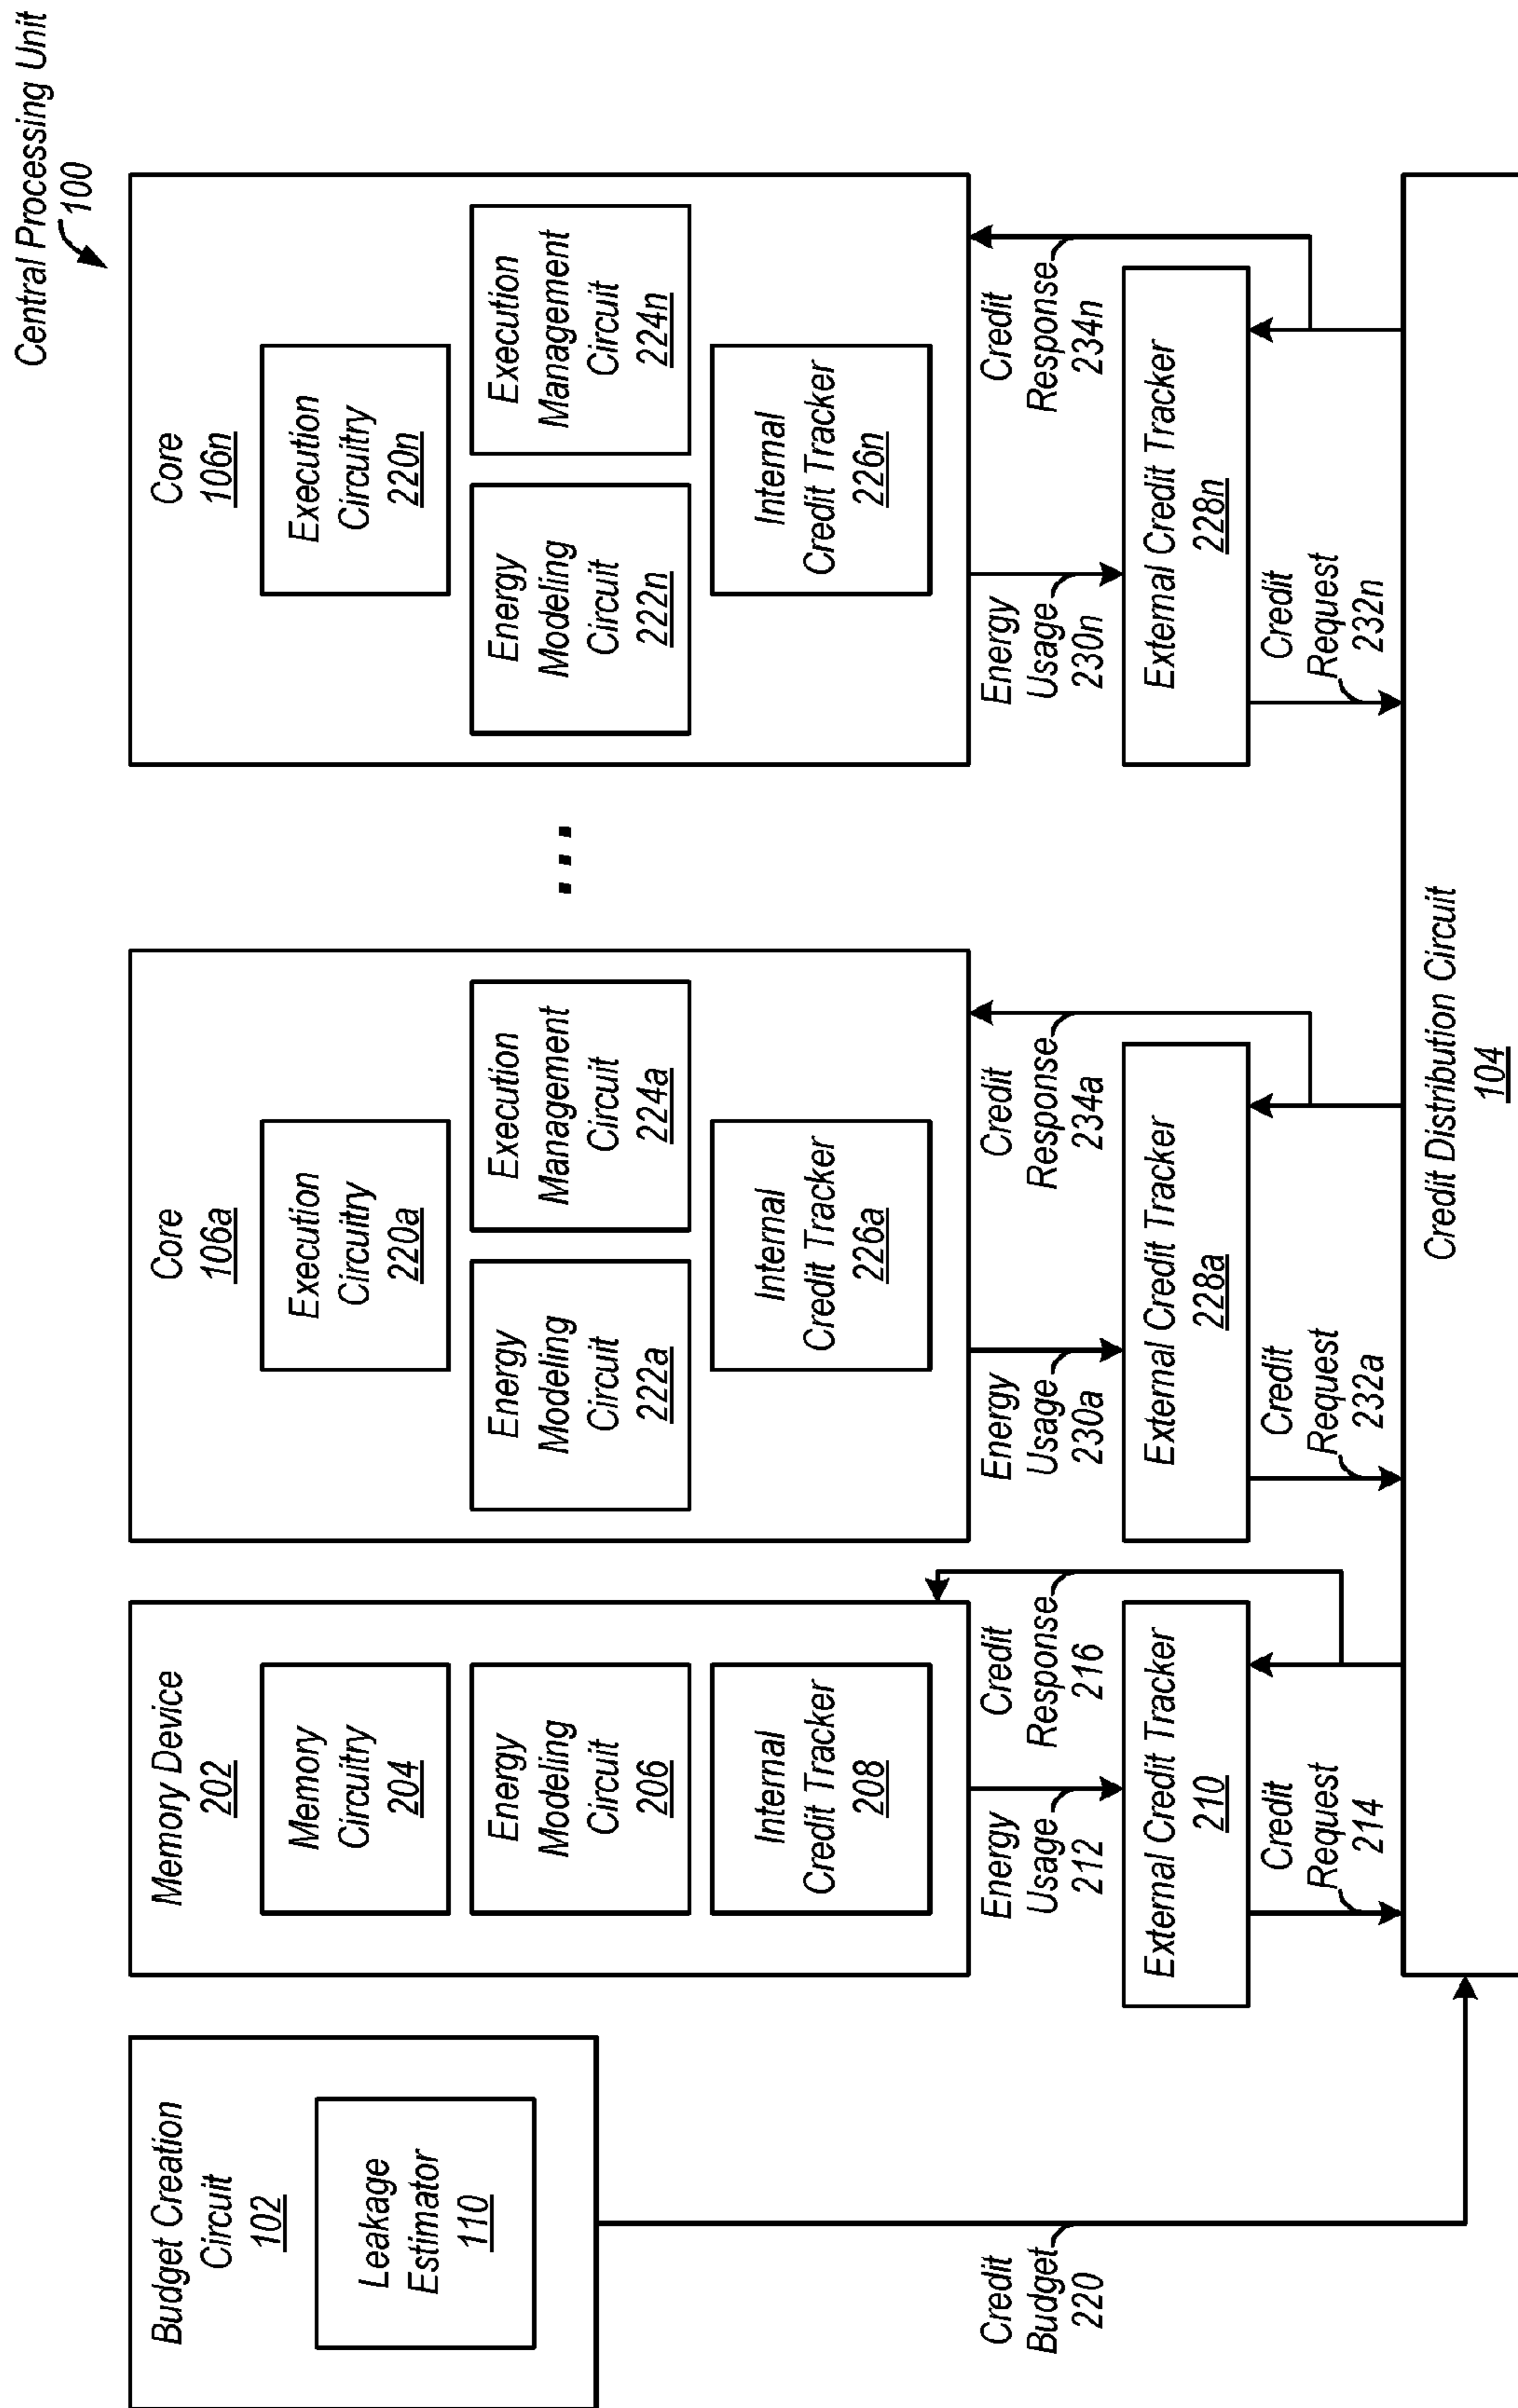 Central Processing Unit
100
Budget Creation
Circuit
102
Leakage
Estimator
110
Credit
Budget
220
Memory Device
202
Memory
Circuitry
204
Energy
Modeling
Circuit
206
Internal
Credit Tracker
208
Energy
Usage
212
Credit
Response
216
External Credit Tracker
210
Credit
Request
214
Core
106a
Execution
Circuitry
220a
Energy
Modeling
Circuit
222a
Execution
Management
Circuit
224a
Internal
Credit Tracker
226a
Energy
Usage
230a
Credit
Response
234a
External Credit Tracker
228a
Credit
Request
232a
...
Core
106n
Execution
Circuitry
220n
Energy
Modeling
Circuit
222n
Execution
Management
Circuit
224n
Internal
Credit Tracker
226n
Energy
Usage
230n
Credit
Response
234n
External Credit Tracker
228n
Credit
Request
232n
Credit Distribution Circuit
104